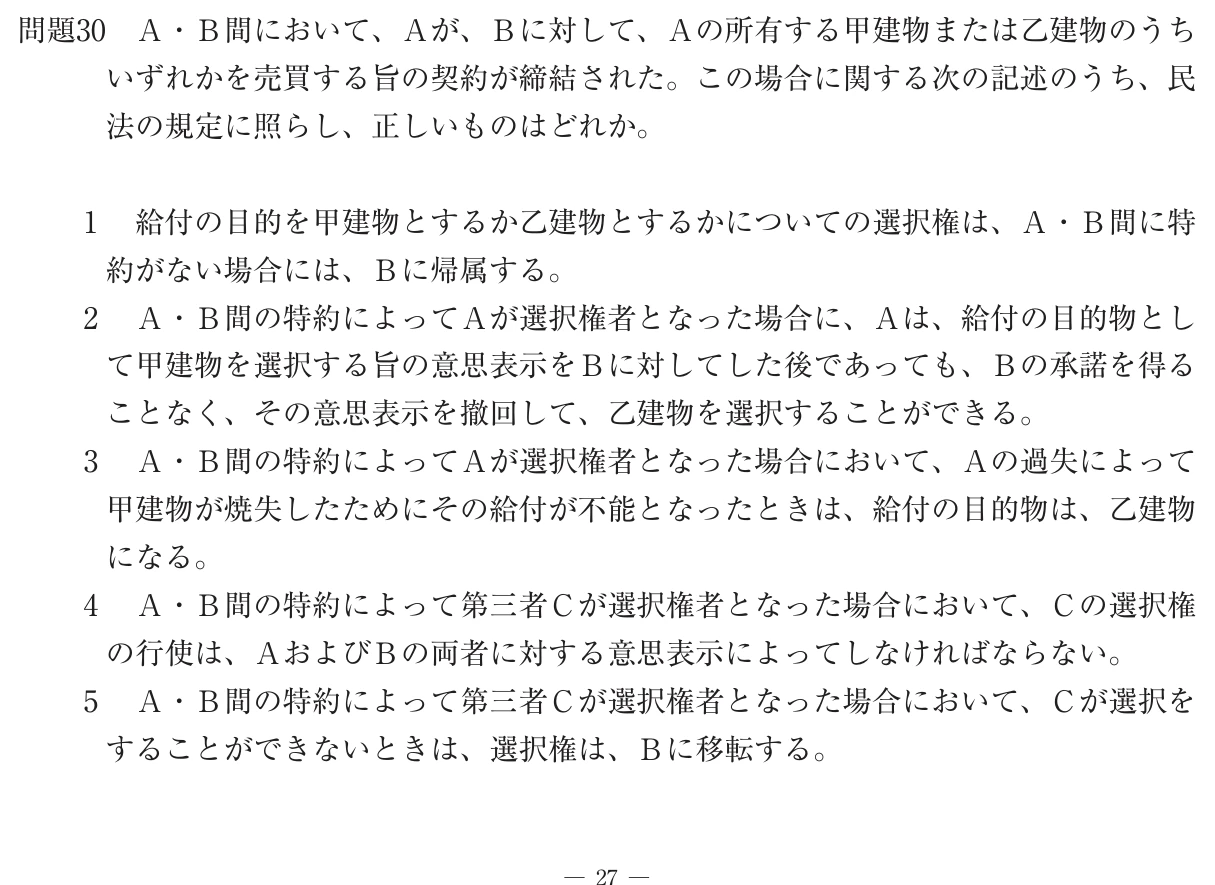 問題30　Ａ・Ｂ間において、Ａが、Ｂに対して、Ａの所有する甲建物または乙建物のうち
いずれかを売買する旨の契約が締結された。この場合に関する次の記述のうち、民
法の規定に照らし、正しいものはどれか。
1　給付の目的を甲建物とするか乙建物とするかについての選択権は、Ａ・Ｂ間に特
約がない場合には、Ｂに帰属する。
2　Ａ・Ｂ間の特約によってＡが選択権者となった場合に、Ａは、給付の目的物とし
て甲建物を選択する旨の意思表示をＢに対してした後であっても、Ｂの承諾を得る
ことなく、その意思表示を撤回して、乙建物を選択することができる。
3　Ａ・Ｂ間の特約によってＡが選択権者となった場合において、Ａの過失によって
甲建物が焼失したためにその給付が不能となったときは、給付の目的物は、乙建物
になる。
4　Ａ・Ｂ間の特約によって第三者Ｃが選択権者となった場合において、Ｃの選択権
の行使は、ＡおよびＢの両者に対する意思表示によってしなければならない。
5　Ａ・Ｂ間の特約によって第三者Ｃが選択権者となった場合において、Ｃが選択を
することができないときは、選択権は、Ｂに移転する。
— 27 —